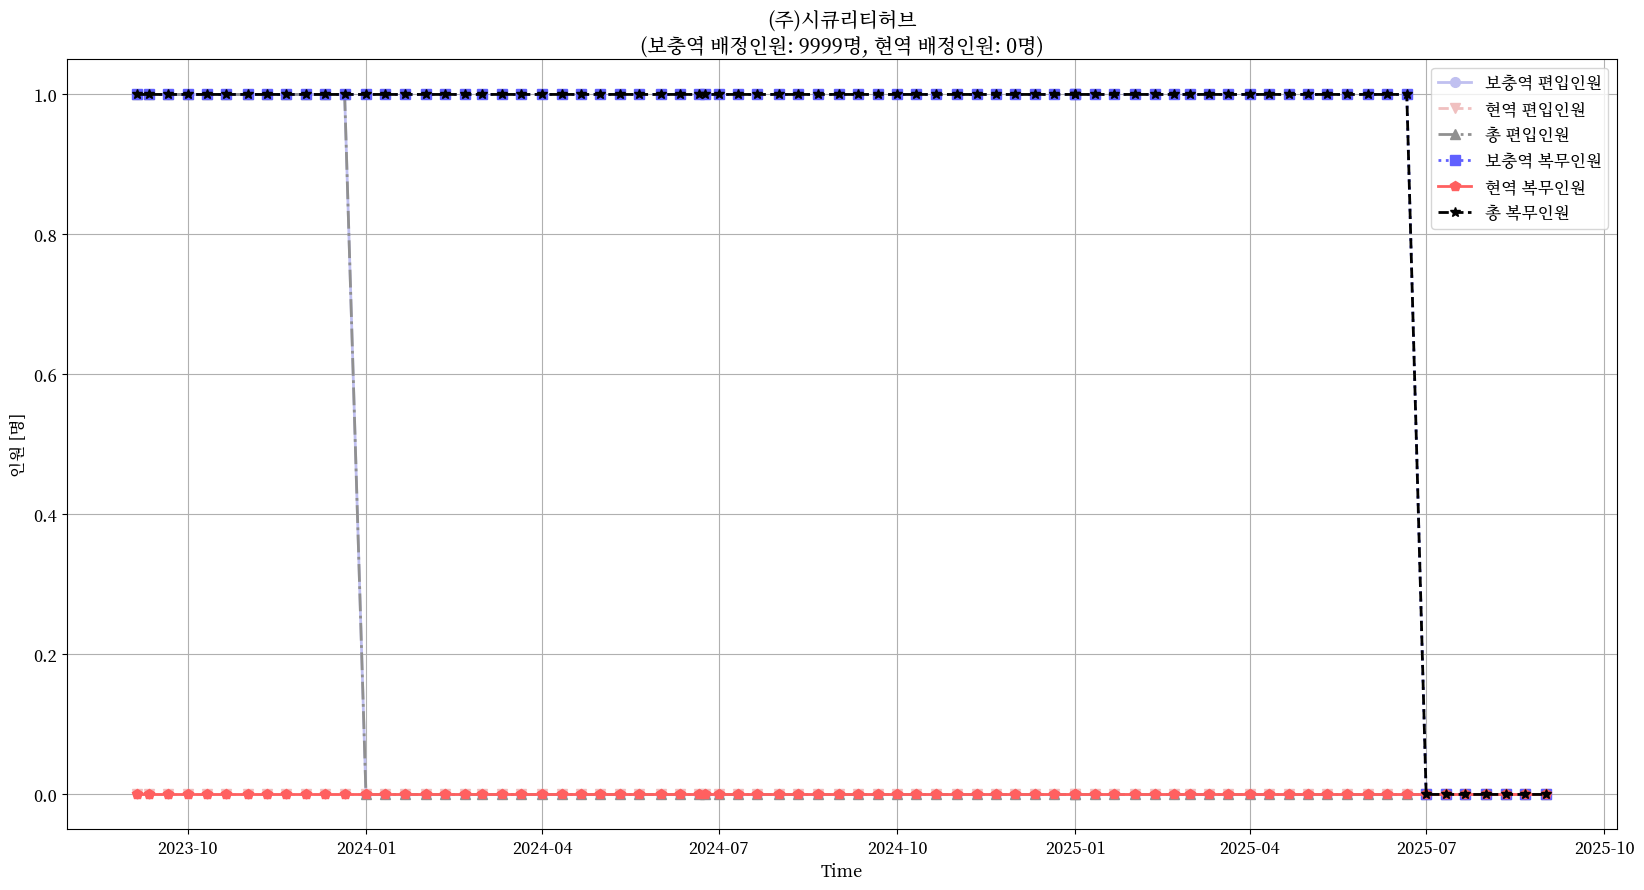 (주)시큐리티허브
(보충역 배정인원: 9999명, 현역 배정인원: 0명)
보충역 편입인원
현역 편입인원
총 편입인원
보충역 복무인원
현역 복무인원
총 복무인원
인원 [명]
1.0
0.8
0.6
0.4
0.2
0.0
2023-10 2024-01 2024-04 2024-07 2024-10 2025-01 2025-04 2025-07 2025-10
Time